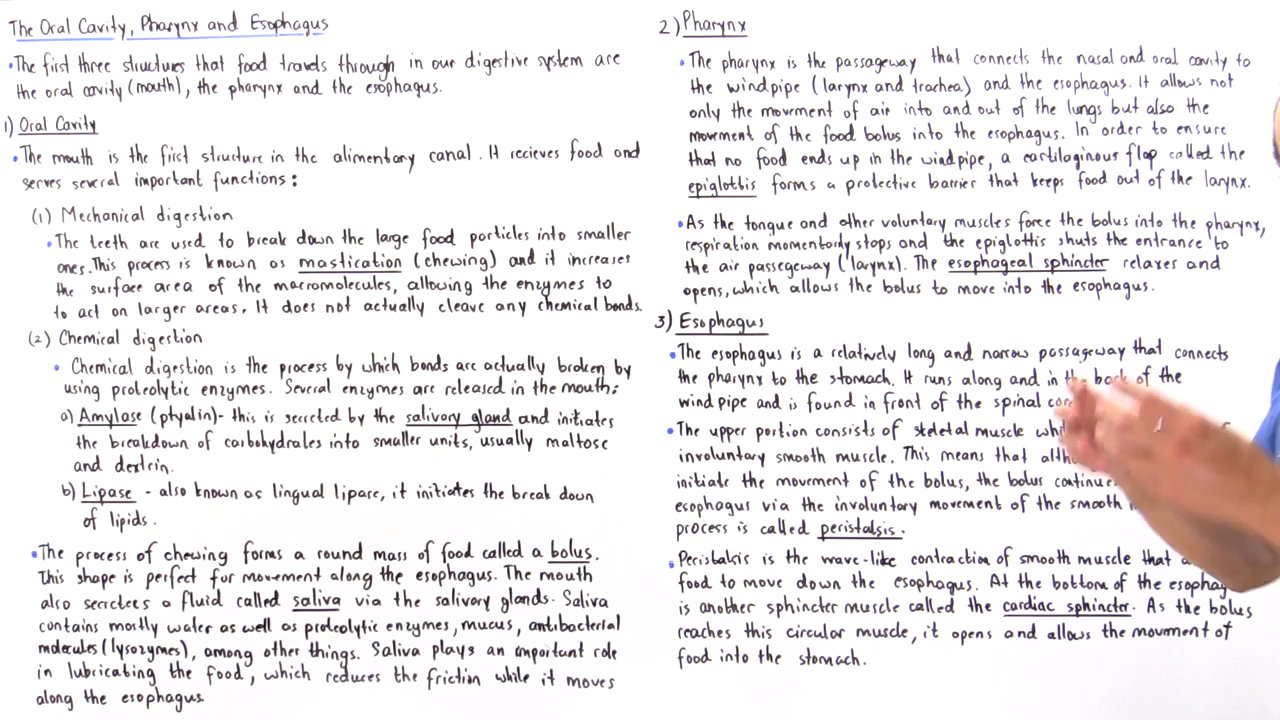 The Oral Cavity, Pharynx and Esophagus
• The first three structures that food travels through in our digestive system are
the oral cavity (mouth), the pharynx and the esophagus.
1) Oral Cavity
• The mouth is the first structure in the alimentary canal. It recieves food and
serves several important functions:
(1) Mechanical digestion
• The teeth are used to break down the large food particles into smaller
ones. This process is known as mastication (chewing) and it increases
the surface area of the macromolecules, allowing the enzymes to
to act on larger areas. It does not actually cleave any chemical bonds.
(2) Chemical digestion
• Chemical digestion is the process by which bonds are actually broken by
using proteolytic enzymes. Several enzymes are released in the mouth:
a) Amylase (ptyalin) - this is secreted by the salivary gland and initiates
the breakdown of carbohydrales into smaller units, usually maltose
and dextrin.
b) Lipase - also known as lingual lipase, it initiates the break down
of lipids.
• The process of chewing forms a round mass of food called a bolus.
This shape is perfect for movement along the esophagus. The mouth
also secretees a fluid called saliva via the salivary glands. Saliva
contains mostly water as well as proteolytic enzymes, mucus, antibacterial
molecules (lysozymes), among other things. Saliva plays an important role
in lubricating the food, which reduces the friction while it moves
along the esophagus.
2) Pharynx
• The pharynx is the passageway that connects the nasal and oral cavity to
the windpipe (larynx and trachea) and the esophagus. It allows not
only the movement of air into and out of the lungs but also the
movement of the food bolus into the esophagus. In order to ensure
that no food ends up in the windpipe, a cartilaginous flap called the
epiglottis forms a protective barrier that keeps food out of the larynx.
• As the tongue and other voluntary muscles force the bolus into the pharynx,
respiration momentarily stops and the epiglottis shuts the entrance to
the air passegeway (larynx). The esophageal sphincter relaxes and
opens, which allows the bolus to move into the esophagus.
3) Esophagus
• The esophagus is a relatively long and narrow passageway that connects
the pharynx to the stomach. It runs along and in the back of the
windpipe and is found in front of the spinal
• The upper portion consists of skeletal muscle
involuntary smooth muscle. This means that
initiate the movement of the bolus, the bolus
esophagus via the involuntary movement of the smooth
process is called peristalsis.
• Peristalsis is the wave-like contraction of smooth muscle that
food to move down the esophagus. At the bottom of the
is another sphincter muscle called the cardiac sphincter. As the bolus
reaches this circular muscle, it opens and allows the movement of
food into the stomach.